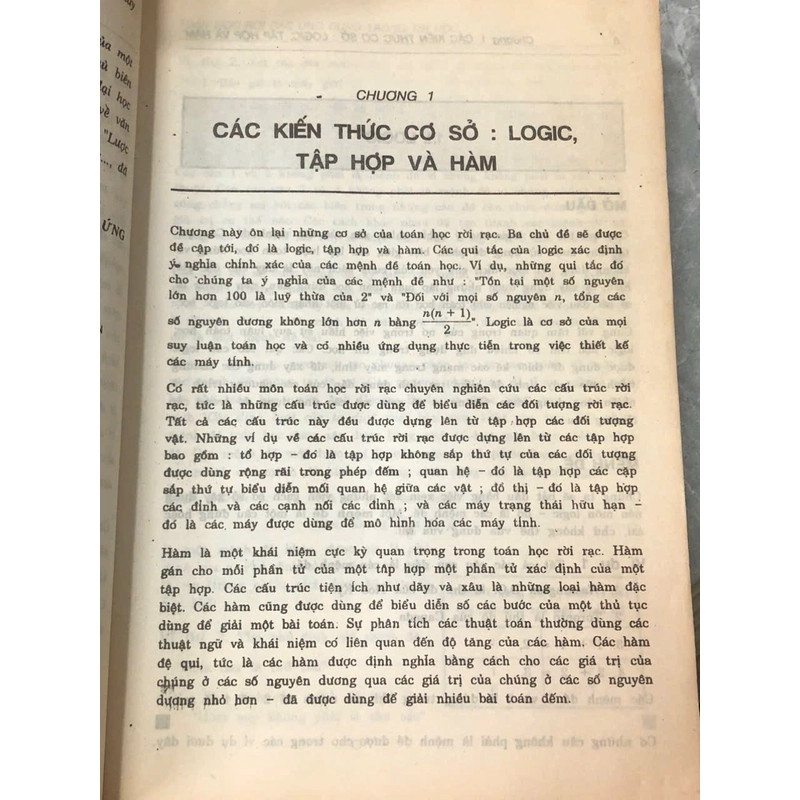 của một
ủ biên
đại học
về văn
"Lược
..., đã
ỨNG
CHƯƠNG 1
CÁC KIẾN THỨC CƠ SỞ : LOGIC,
TẬP HỢP VÀ HÀM
Chương này ôn lại những cơ sở của toán học rời rạc. Ba chủ đề sẽ được
đề cập tới, đó là logic, tập hợp và hàm. Các qui tắc của logic xác định
ý nghĩa chính xác của các mệnh đề toán học. Ví dụ, những qui tắc đó
cho chúng ta ý nghĩa của các mệnh đề như : "Tồn tại một số nguyên
lớn hơn 100 là luỹ thừa của 2" và "Đối với mọi số nguyên n, tổng các
số nguyên dương không lớn hơn n bằng n(n + 1)/2". Logic là cơ sở của mọi
suy luận toán học và có nhiều ứng dụng thực tiễn trong việc thiết kế
các máy tính.
Có rất nhiều môn toán học rời rạc chuyên nghiên cứu các cấu trúc rời
rạc, tức là những cấu trúc được dùng để biểu diễn các đối tượng rời rạc.
Tất cả các cấu trúc này đều được dựng lên từ tập hợp các đối tượng
vật. Những ví dụ về các cấu trúc rời rạc được dựng lên từ các tập hợp
bao gồm : tổ hợp - đó là tập hợp không sắp thứ tự của các đối tượng
được dùng rộng rãi trong phép đếm ; quan hệ - đó là tập hợp các cặp
sắp thứ tự biểu diễn mối quan hệ giữa các vật ; đồ thị - đó là tập hợp
các đỉnh và các cạnh nối các đỉnh ; và các máy trạng thái hữu hạn -
đó là các máy được dùng để mô hình hóa các máy tính.
Hàm là một khái niệm cực kỳ quan trọng trong toán học rời rạc. Hàm
gán cho mỗi phần tử của một tập hợp một phần tử xác định của một
tập hợp. Các cấu trúc tiện ích như dãy và xâu là những loại hàm đặc
biệt. Các hàm cũng được dùng để biểu diễn số các bước của một thủ tục
dùng để giải một bài toán. Sự phân tích các thuật toán thường dùng các
thuật ngữ và khái niệm có liên quan đến độ tăng của các hàm. Các hàm
đệ qui, tức là các hàm được định nghĩa bằng cách cho các giá trị của
chúng ở các số nguyên dương qua các giá trị của chúng ở các số nguyên
dương nhỏ hơn - đã được dùng để giải nhiều bài toán đếm.